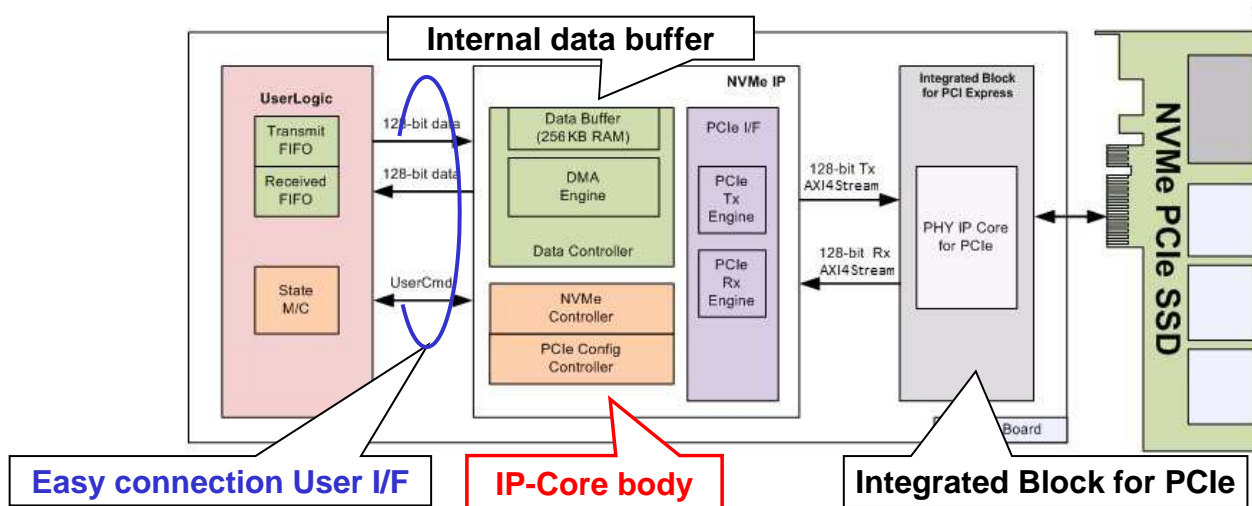 Internal data buffer
NVMe IP
Integrated Block
for PCI Express
UserLogic
Transmit
FIFO
Received
FIFO
State
M/C
128-bit data
128-bit data
UserCmd
Data Buffer
(256KB RAM)
DMA
Engine
Data Controller
NVMe
Controller
PCIe Config
Controller
PCIe I/F
PCIe
Tx
Engine
PCIe
Rx
Engine
128-bit Tx
AXI4Stream
128-bit Rx
AXI4Stream
PHY IP Core
for PCIe
NVMe PCIe SSD
Board
Easy connection User I/F
IP-Core body
Integrated Block for PCIe